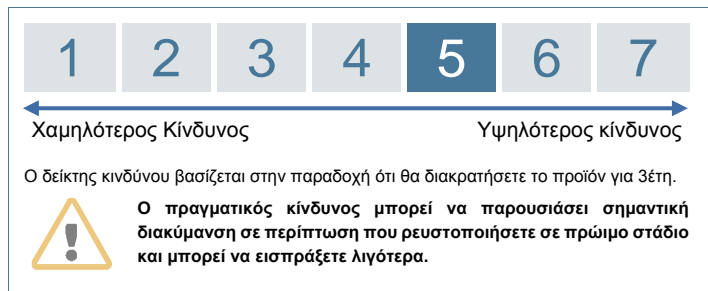 1 2 3 4 5 6 7
Χαμηλότερος Κίνδυνος Υψηλότερος κίνδυνος
Ο δείκτης κινδύνου βασίζεται στην παραδοχή ότι θα διακρατήσετε το προϊόν για 3έτη.
Ο πραγματικός κίνδυνος μπορεί να παρουσιάσει σημαντική
διακύμανση σε περίπτωση που ρευστοποιήσετε σε πρώιμο στάδιο
και μπορεί να εισπράξετε λιγότερα.